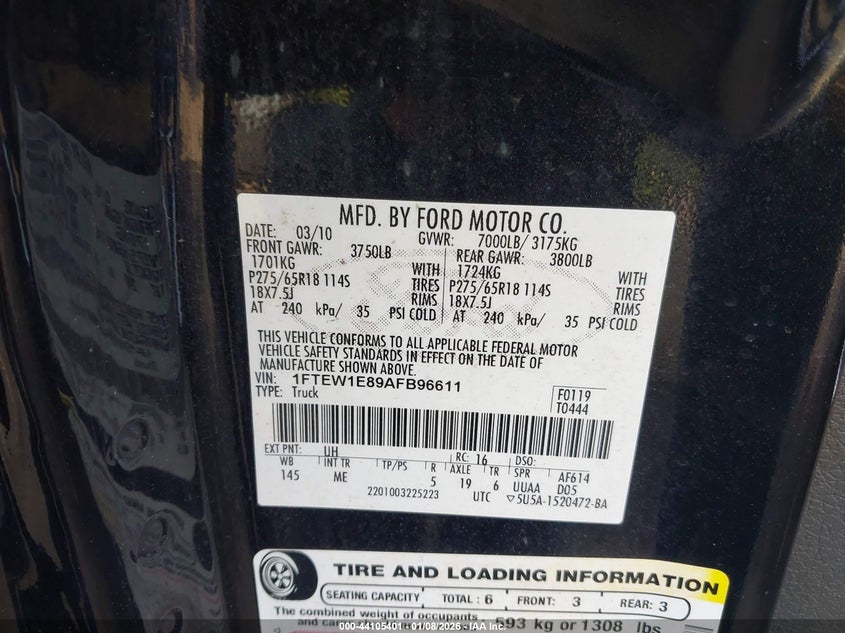 MFD. BY FORD MOTOR CO.
DATE: 03/10 GVWR: 7000LB/ 3175KG
FRONT GAWR: 3750LB REAR GAWR: 3800LB
1701KG WITH 1724KG WITH
P275/65R18 114S TIRES P275/65R18 114S TIRES
18X7.5J RIMS 18X7.5J RIMS
AT 240 kPa/ 35 PSI COLD AT 240 kPa/ 35 PSI COLD
THIS VEHICLE CONFORMS TO ALL APPLICABLE FEDERAL MOTOR
VEHICLE SAFETY STANDARDS IN EFFECT ON THE DATE OF
MANUFACTURE SHOWN ABOVE.
VIN: 1FTEW1E89AFB96611 F0119
TYPE: Truck T0444
EXT PNT: UH RC: 16 DSO:
WB INT TR TP/PS R AXLE TR SPR AF614
145 ME 5 19 6 UUAA D05
2201003225223 UTC ▽5U5A-1520472-BA
TIRE AND LOADING INFORMATION
SEATING CAPACITY TOTAL : 6 FRONT: 3 REAR: 3
The combined weight of occupants
and 593 kg or 1308 lbs
000-44105401 - 01/08/2026 - IAA Inc.